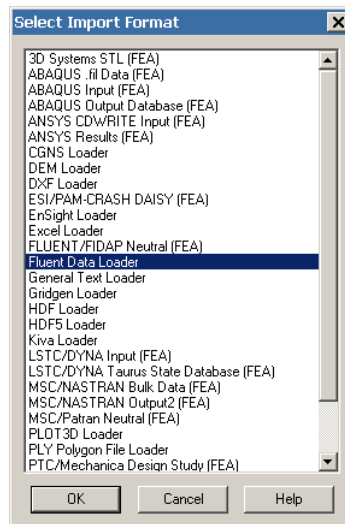 Select Import Format
3D Systems STL (FEA)
ABAQUS .fil Data (FEA)
ABAQUS Input (FEA)
ABAQUS Output Database (FEA)
ANSYS CDWRITE Input (FEA)
ANSYS Results (FEA)
CGNS Loader
DEM Loader
DXF Loader
ESI/PAM-CRASH DAISY (FEA)
EnSight Loader
Excel Loader
FLUENT/FIDAP Neutral (FEA)
Fluent Data Loader
General Text Loader
Gridgen Loader
HDF Loader
HDF5 Loader
Kiva Loader
LSTC/DYNA Input (FEA)
LSTC/DYNA Taurus State Database (FEA)
MSC/NASTRAN Bulk Data (FEA)
MSC/NASTRAN Output2 (FEA)
MSC/Patran Neutral (FEA)
PLOT3D Loader
PLY Polygon File Loader
PTC/Mechanica Design Study (FEA)
OK Cancel Help